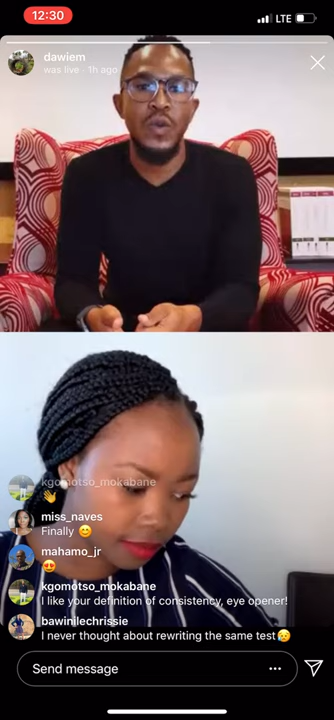 12:30
LTE
dawiem
was live · 1h ago
kgomotso_mokabane
👋
miss_naves
Finally 😊
mahamo_jr
😍
kgomotso_mokabane
I like your definition of consistency, eye opener!
bawinilechrissie
I never thought about rewriting the same test😥
Send message